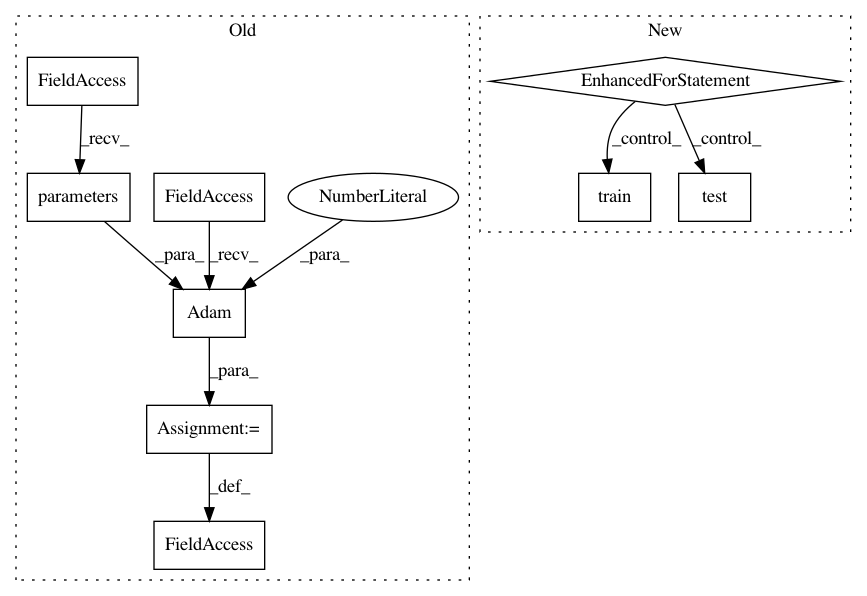 Old
New
FieldAccess
EnhancedForStatement
_recv_
_control_
_control_
parameters
FieldAccess
NumberLiteral
train
test
_para_
_recv_
_para_
Adam
_para_
Assignment:=
_def_
FieldAccess